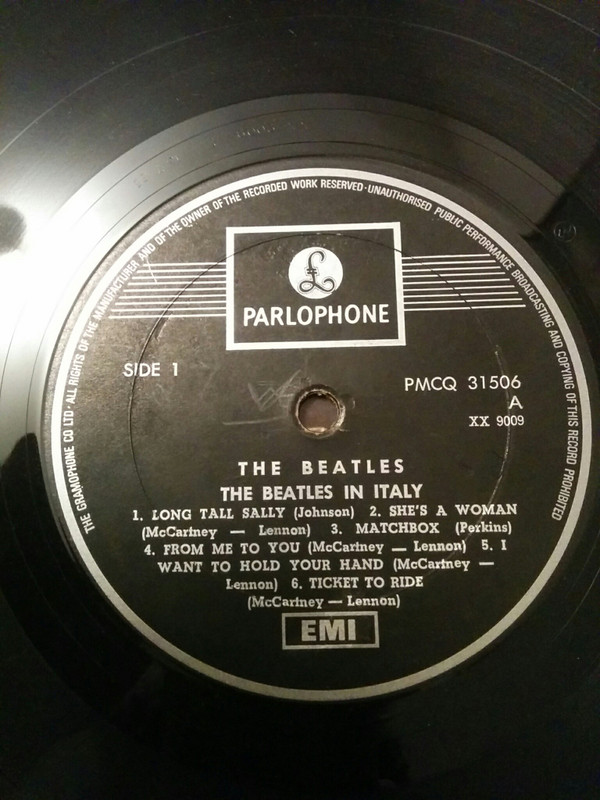 THE GRAMOPHONE CO LTD · ALL RIGHTS OF THE MANUFACTURER AND OF THE OWNER OF THE RECORDED WORK RESERVED · UNAUTHORISED PUBLIC PERFORMANCE BROADCASTING AND COPYING OF THIS RECORD PROHIBITED
£
PARLOPHONE
SIDE 1
PMCQ 31506
A
XX 9009
THE BEATLES
THE BEATLES IN ITALY
1. LONG TALL SALLY (Johnson) 2. SHE'S A WOMAN
(McCartney — Lennon) 3. MATCHBOX (Perkins)
4. FROM ME TO YOU (McCartney — Lennon) 5. I
WANT TO HOLD YOUR HAND (McCartney —
Lennon) 6. TICKET TO RIDE
(McCartney — Lennon)
EMI